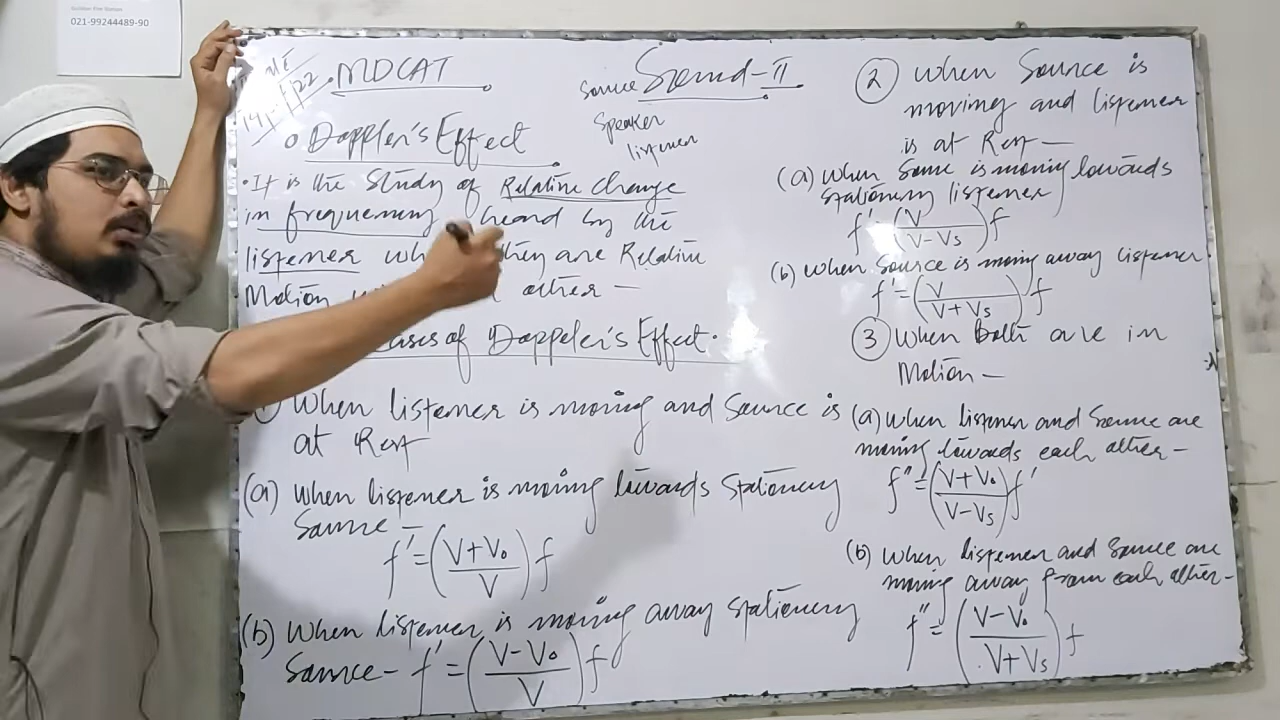 021-99244489-90
MDCAT
Sound-II
Source
Speaker
listener
Doppler's Effect
• It is the Study of Relative change
in frequency heard by the
listener they are Relative
Motion other —
Cases of Doppeler's Effect.
When listener is moving and Source is
at Rest
(a) When listener is moving towards Stationery
Source —
f' = (V+V₀/V) f
(b) When listener is moving away Stationery
Source — f' = (V-V₀/V) f
② When Source is
moving and listener
is at Rest —
(a) When Source is moving towards
Stationery listener
f' = (V/V-Vs) f
(b) When Source is moving away listener
f' = (V/V+Vs) f
③ When both are in
Motion —
(a) When listener and Source are
moving towards each other —
f" = (V+V₀/V-Vs) f'
(b) When listener and Source are
moving away from each other —
f" = (V-V₀/V+Vs) f